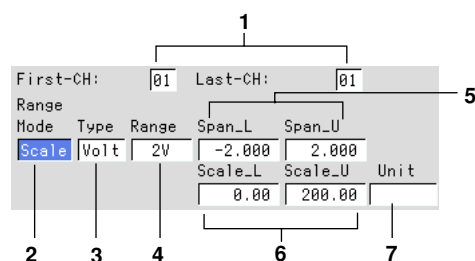 1
First-CH: 01 Last-CH: 01
5
Range
Mode Type Range Span_L Span_U
Scale Volt 2V -2.000 2.000
Scale_L Scale_U Unit
0.00 200.00
2 3 4 6 7